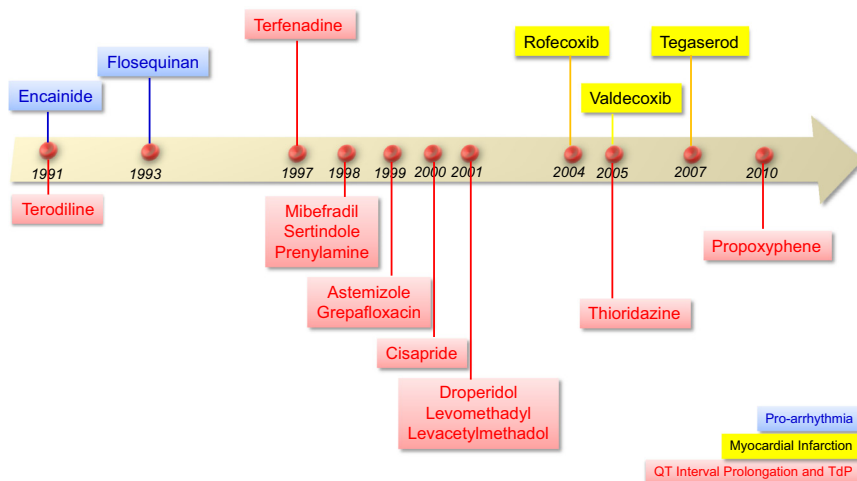 Terfenadine
Rofecoxib
Tegaserod
Flosequinan
Encainide
Valdecoxib
1991
1993
1997
1998
1999
2000
2001
2004
2005
2007
2010
Terodiline
Mibefradil
Sertindole
Prenylamine
Propoxyphene
Astemizole
Grepafloxacin
Thioridazine
Cisapride
Droperidol
Levomethadyl
Levacetylmethadol
Pro-arrhythmia
Myocardial Infarction
QT Interval Prolongation and TdP